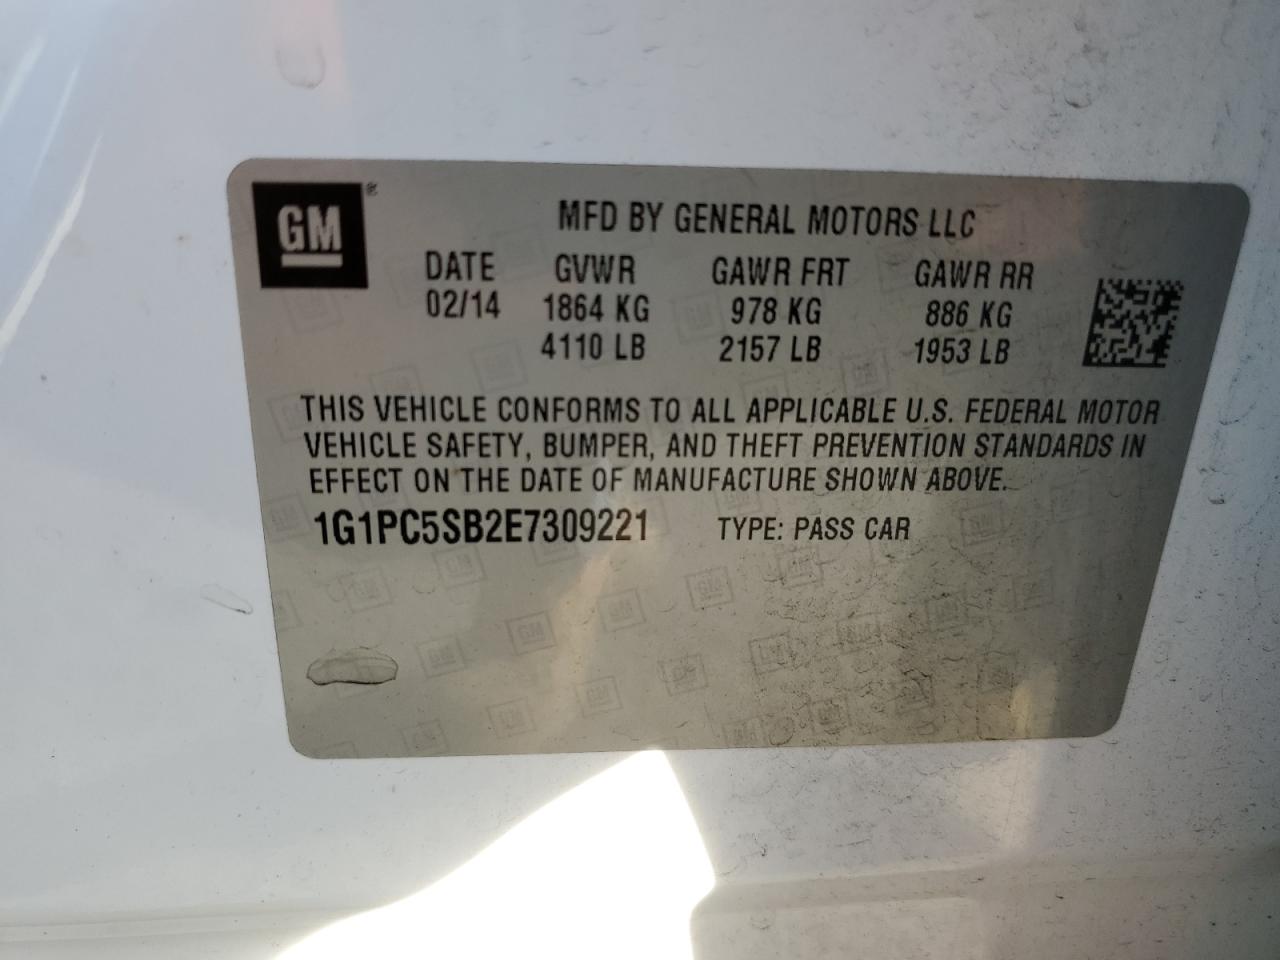 GM ®
MFD BY GENERAL MOTORS LLC
DATE GVWR GAWR FRT GAWR RR
02/14 1864 KG 978 KG 886 KG
4110 LB 2157 LB 1953 LB
THIS VEHICLE CONFORMS TO ALL APPLICABLE U.S. FEDERAL MOTOR
VEHICLE SAFETY, BUMPER, AND THEFT PREVENTION STANDARDS IN
EFFECT ON THE DATE OF MANUFACTURE SHOWN ABOVE.
1G1PC5SB2E7309221 TYPE: PASS CAR